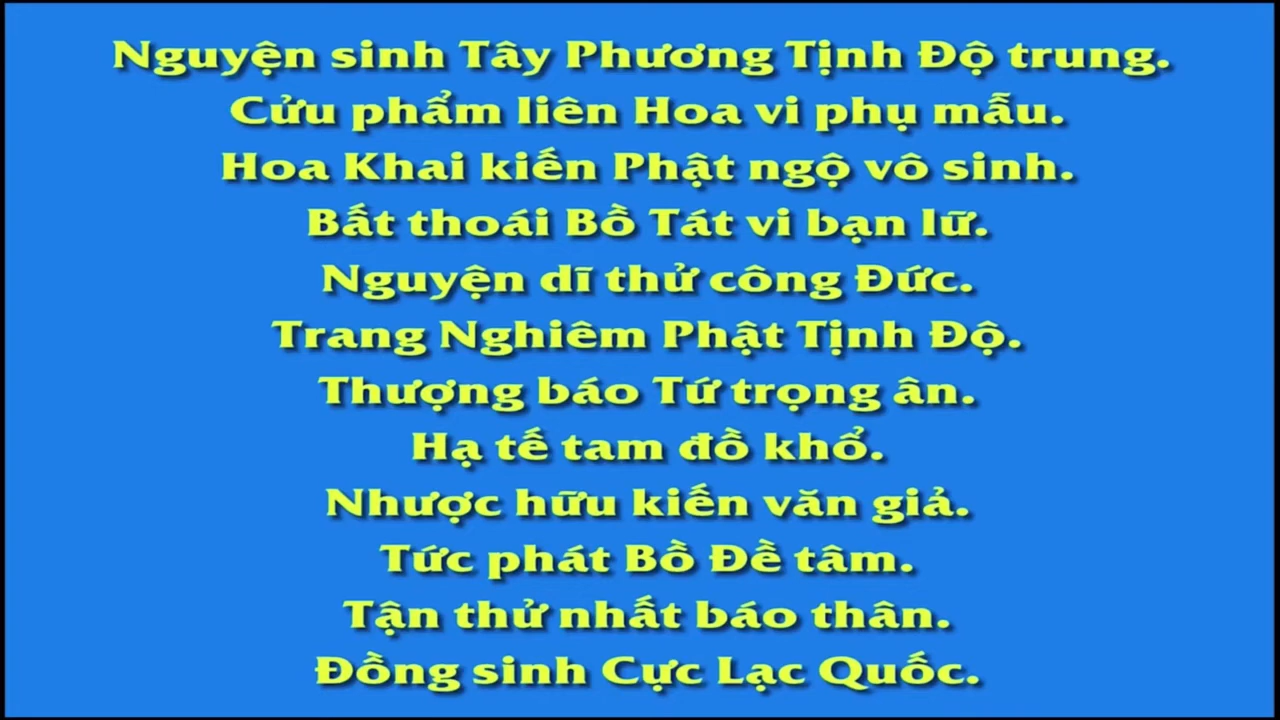 Nguyện sinh Tây Phương Tịnh Độ trung.
Cửu phẩm liên Hoa vi phụ mẫu.
Hoa Khai kiến Phật ngộ vô sinh.
Bất thoái Bồ Tát vi bạn lữ.
Nguyện dĩ thử công Đức.
Trang Nghiêm Phật Tịnh Độ.
Thượng báo Tứ trọng ân.
Hạ tế tam đồ khổ.
Nhược hữu kiến văn giả.
Tức phát Bồ Đề tâm.
Tận thử nhất báo thân.
Đồng sinh Cực Lạc Quốc.